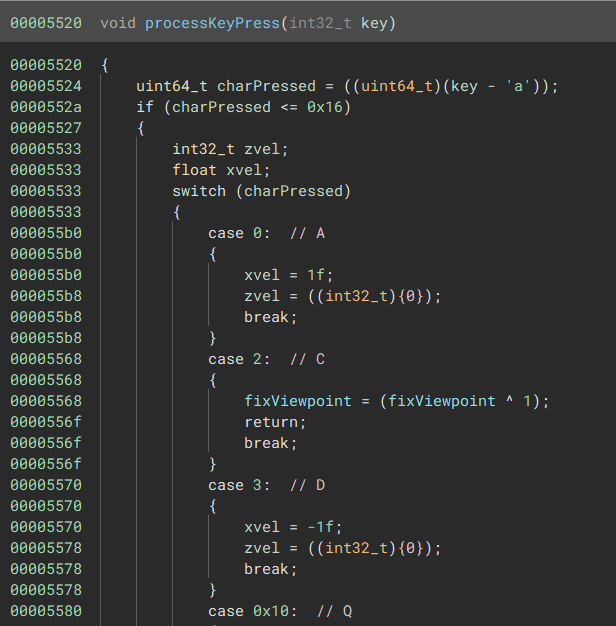 00005520 void processKeyPress(int32_t key)
00005520 {
00005524 uint64_t charPressed = ((uint64_t)(key - 'a'));
0000552a if (charPressed <= 0x16)
00005527 {
00005533 int32_t zvel;
00005533 float xvel;
00005533 switch (charPressed)
00005533 {
000055b0 case 0: // A
000055b0 {
000055b0 xvel = 1f;
000055b8 zvel = ((int32_t){0});
000055b8 break;
000055b8 }
00005568 case 2: // C
00005568 {
00005568 fixViewpoint = (fixViewpoint ^ 1);
0000556f return;
0000556f break;
0000556f }
00005570 case 3: // D
00005570 {
00005570 xvel = -1f;
00005578 zvel = ((int32_t){0});
00005578 break;
00005578 }
00005580 case 0x10: // Q